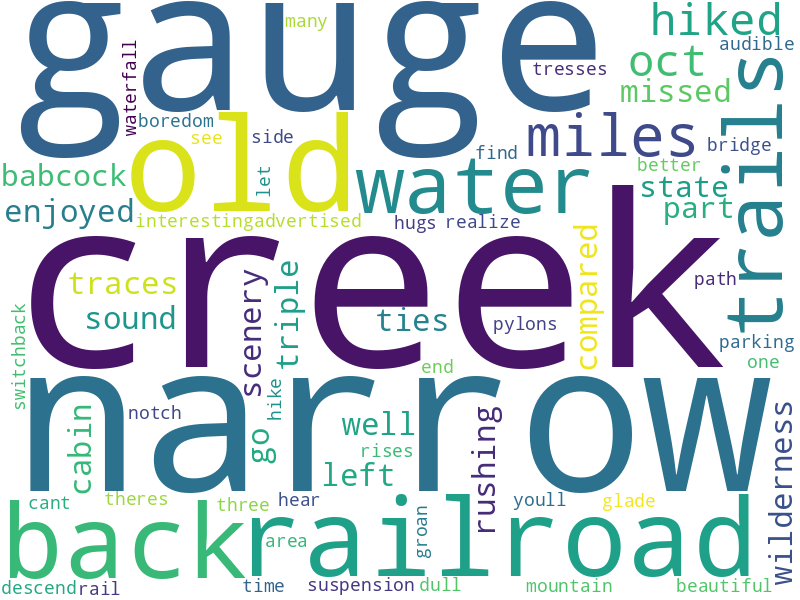 gauge
many
hiked
audible
waterfall
tresses
oct
missed
boredom
see
side
old
miles
trails
bridge
find
better
babcock
let
water
state
part
enjoyed
interestingadvertised
hugs
realize
creek
compared
scenery
triple
traces
sound
ties
pylons
path
parking
one
switchback
end
narrow
hike
notch
cabin
go
well
left
rises
rushing
wilderness
cant
theres
three
hear
groan
youll
glade
back
railroad
area
descend
rail
time
suspension
dull
mountain
beautiful